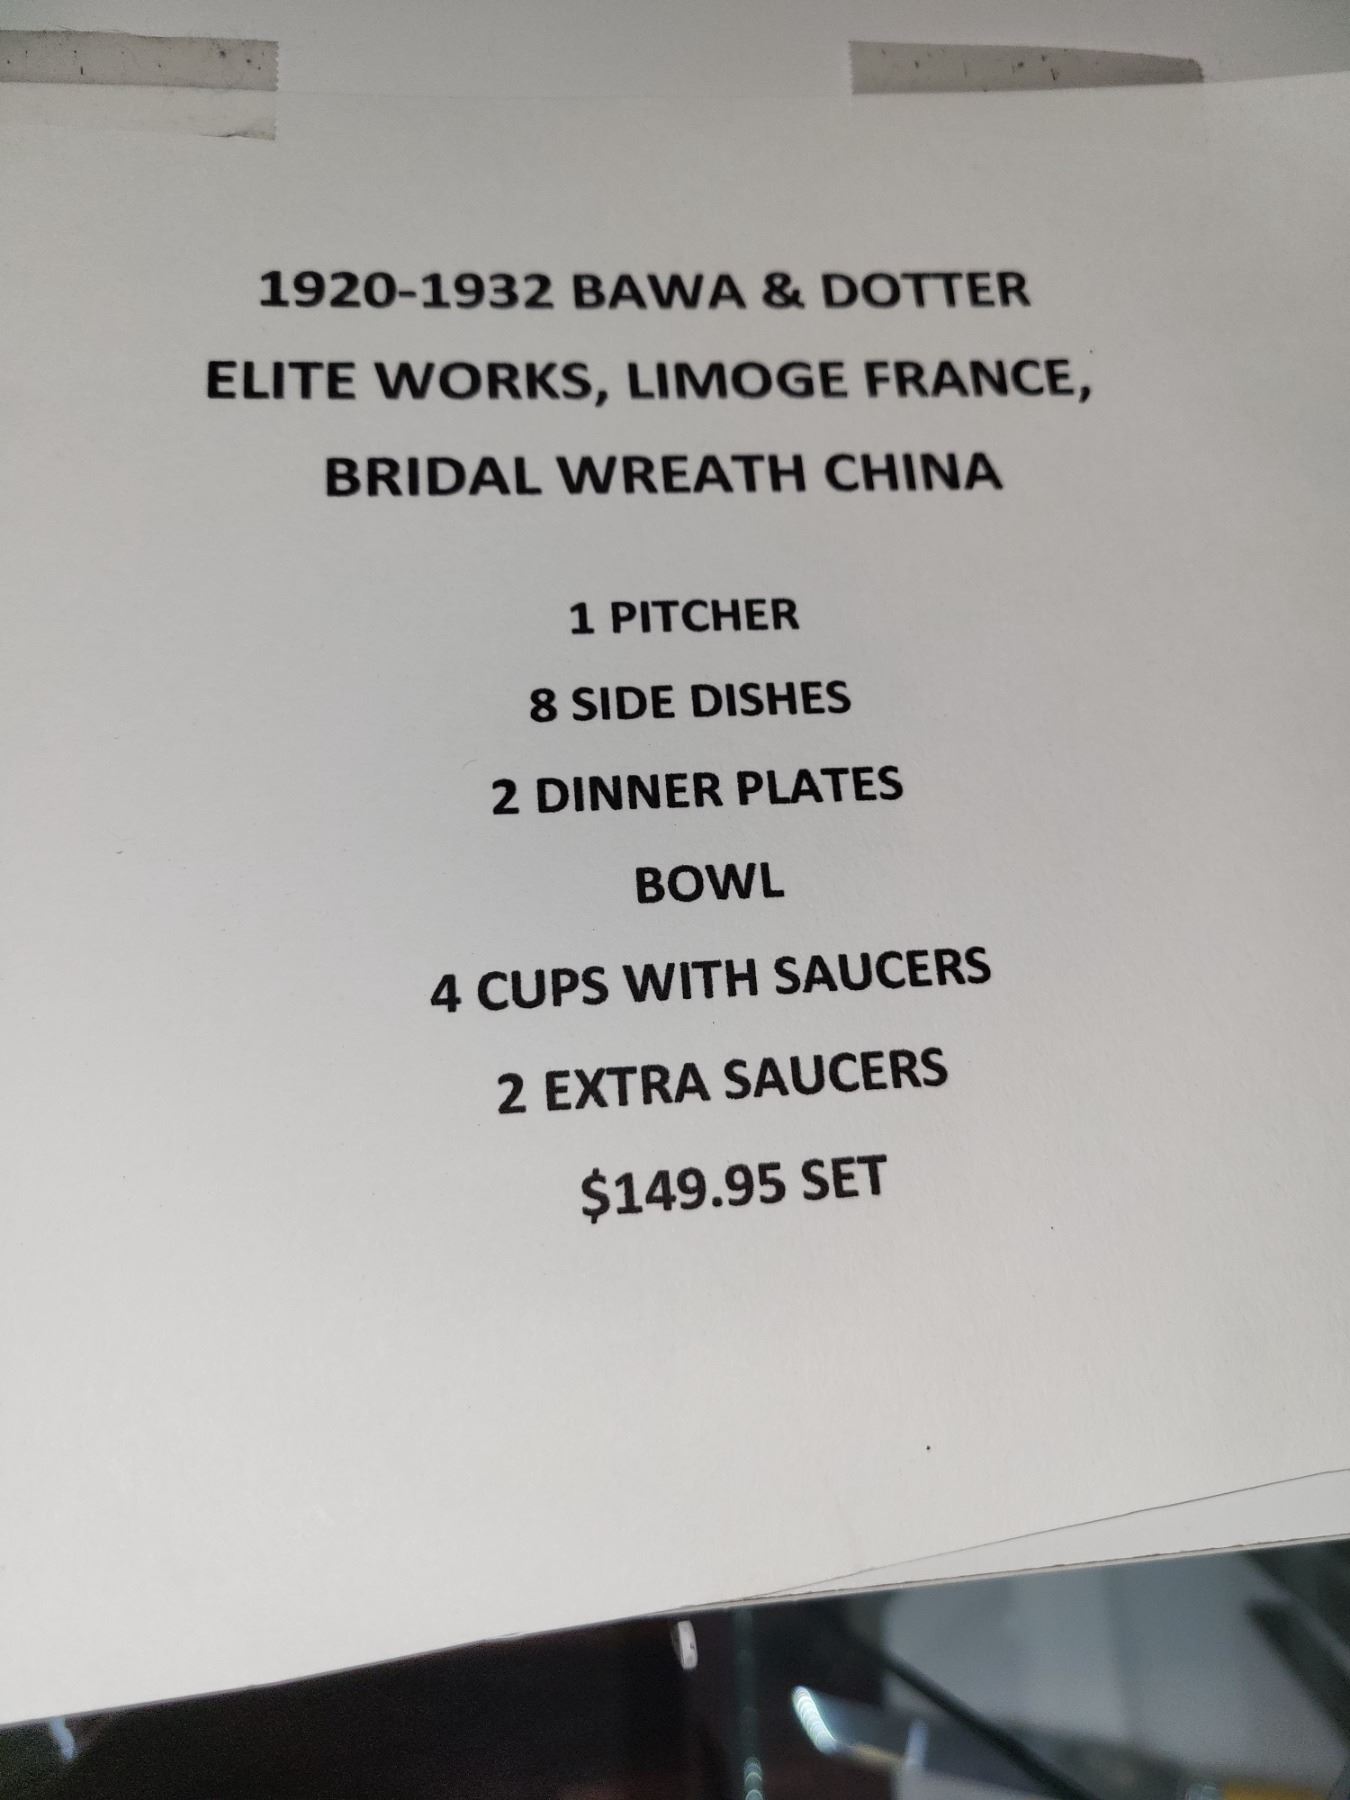 1920-1932 BAWA & DOTTER
ELITE WORKS, LIMOGE FRANCE,
BRIDAL WREATH CHINA
1 PITCHER
8 SIDE DISHES
2 DINNER PLATES
BOWL
4 CUPS WITH SAUCERS
2 EXTRA SAUCERS
$149.95 SET